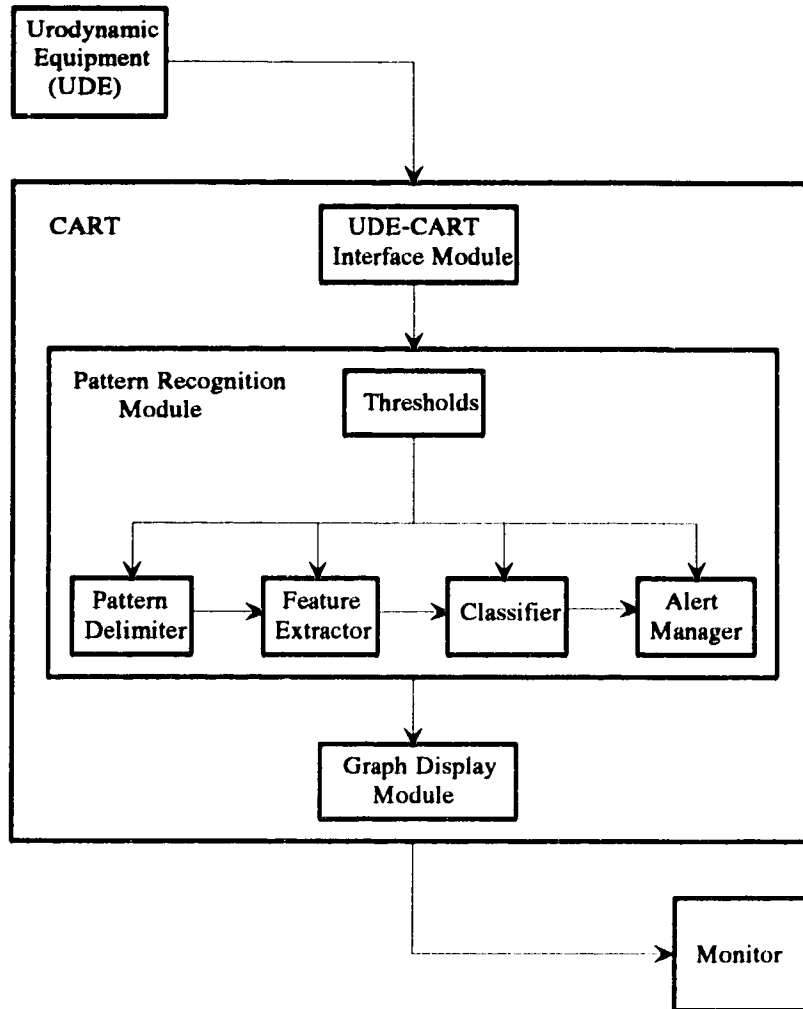 Urodynamic
Equipment
(UDE)
CART
UDE-CART
Interface Module
Pattern Recognition
Module
Thresholds
Pattern
Delimiter
Feature
Extractor
Classifier
Alert
Manager
Graph Display
Module
Monitor